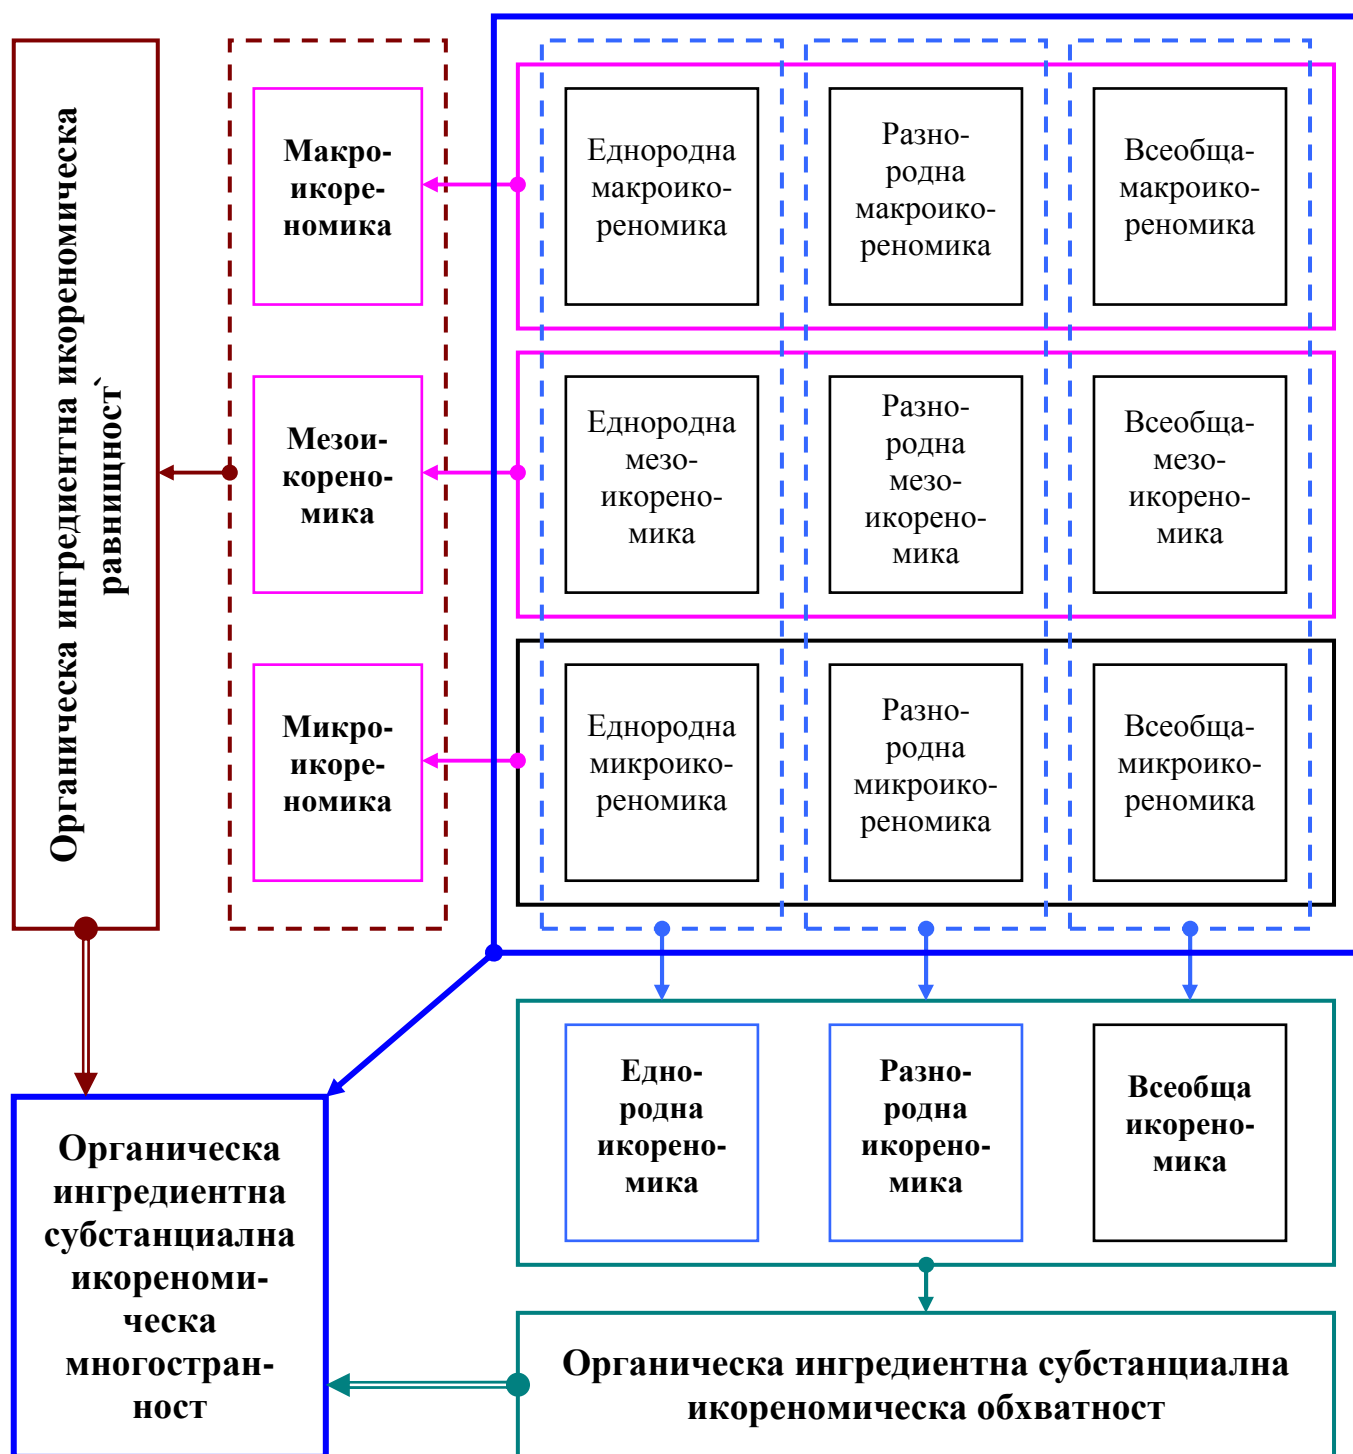 Органическа ингредиентна икореномическа
равнищност`
Макро-
икоре-
номика
Еднородна
макроико-
реномика
Разно-
родна
макроико-
реномика
Всеобща-
макроико-
реномика
Мезои-
корено-
мика
Еднородна
мезо-
икорено-
мика
Разно-
родна
мезо-
икорено-
мика
Всеобща-
мезо-
икорено-
мика
Микро-
икоре-
номика
Еднородна
микроико-
реномика
Разно-
родна
микроико-
реномика
Всеобща-
микроико-
реномика
Едно-
родна
икорено-
мика
Разно-
родна
икорено-
мика
Всеобща
икорено-
мика
Органическа
ингредиентна
субстанциална
икореноми-
ческа
многостран-
ност
Органическа ингредиентна субстанциална
икореномическа обхватност